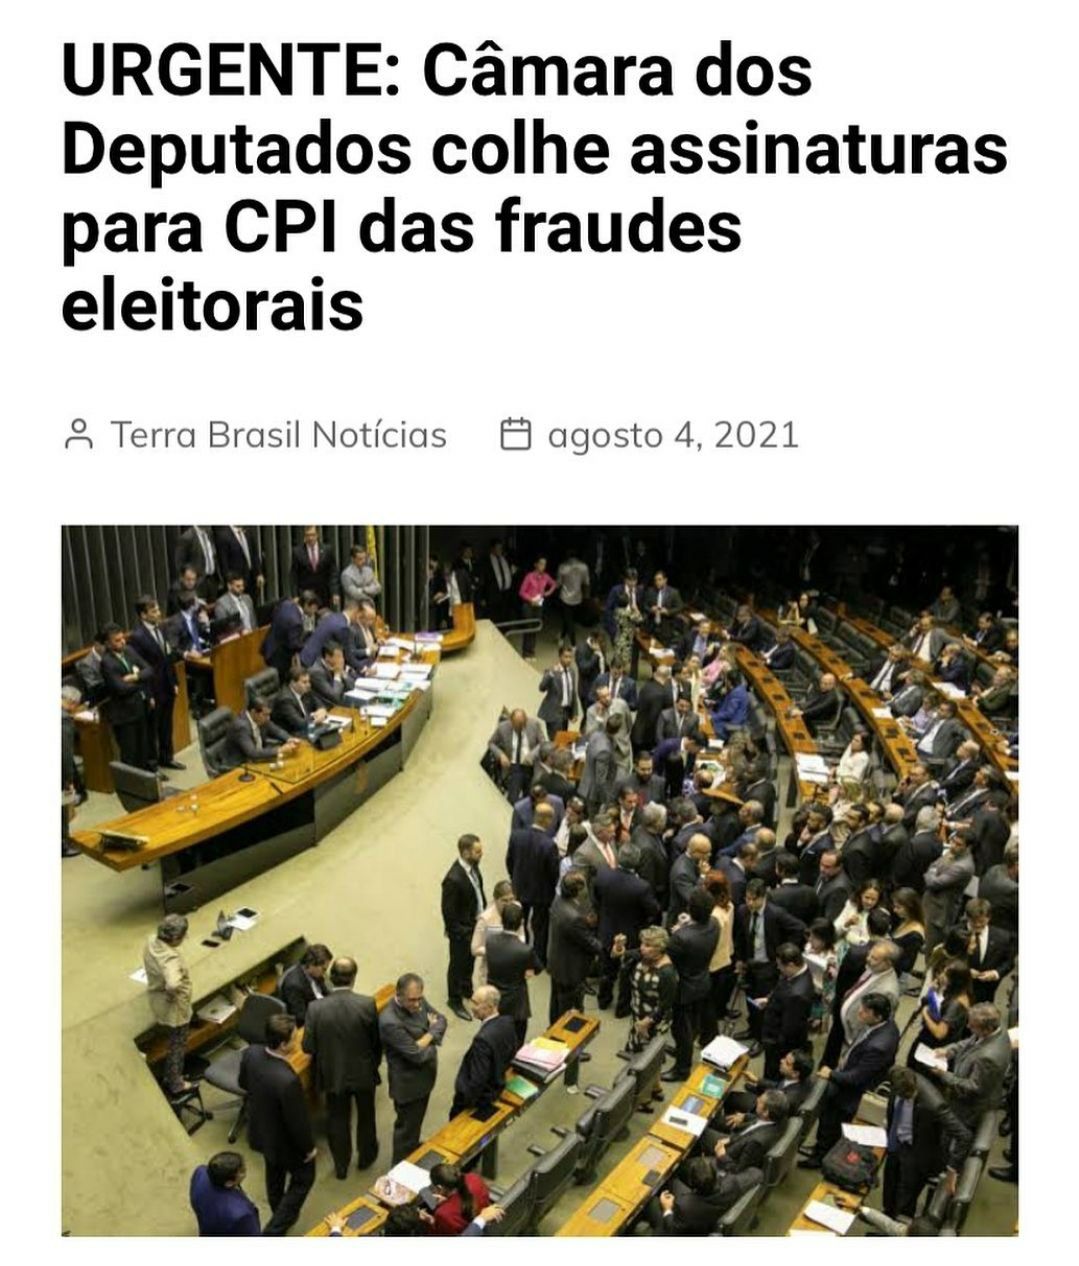 URGENTE: Câmara dos
Deputados colhe assinaturas
para CPI das fraudes
eleitorais
Terra Brasil Notícias agosto 4, 2021